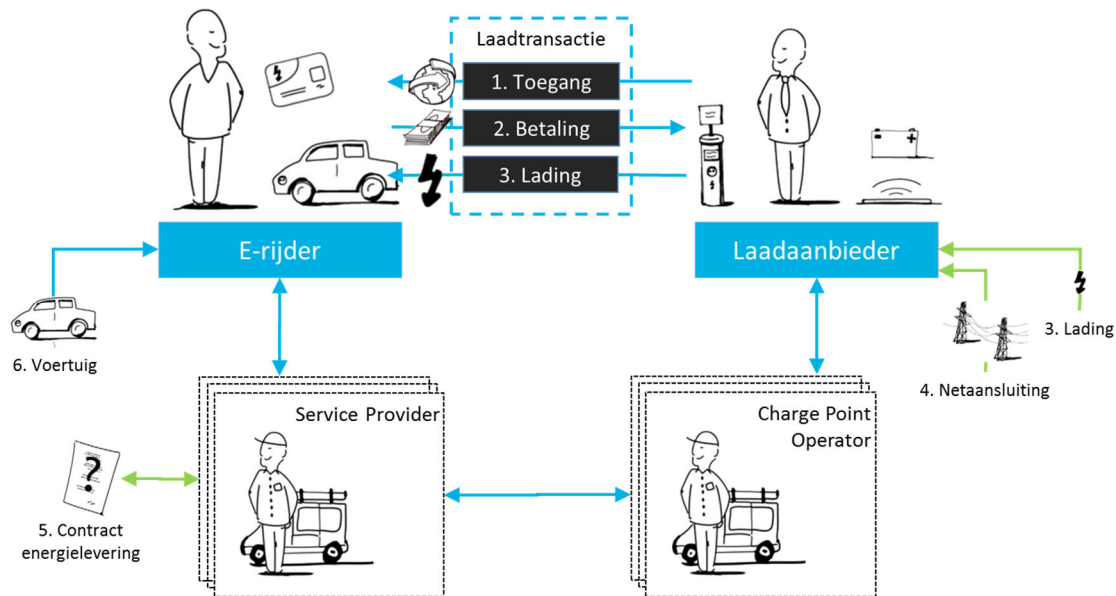 Laadtransactie
1. Toegang
2. Betaling
3. Lading
E-rijder
Laadaanbieder
6. Voertuig
3. Lading
4. Netaansluiting
Service Provider
Charge Point
Operator
?
5. Contract
energielevering